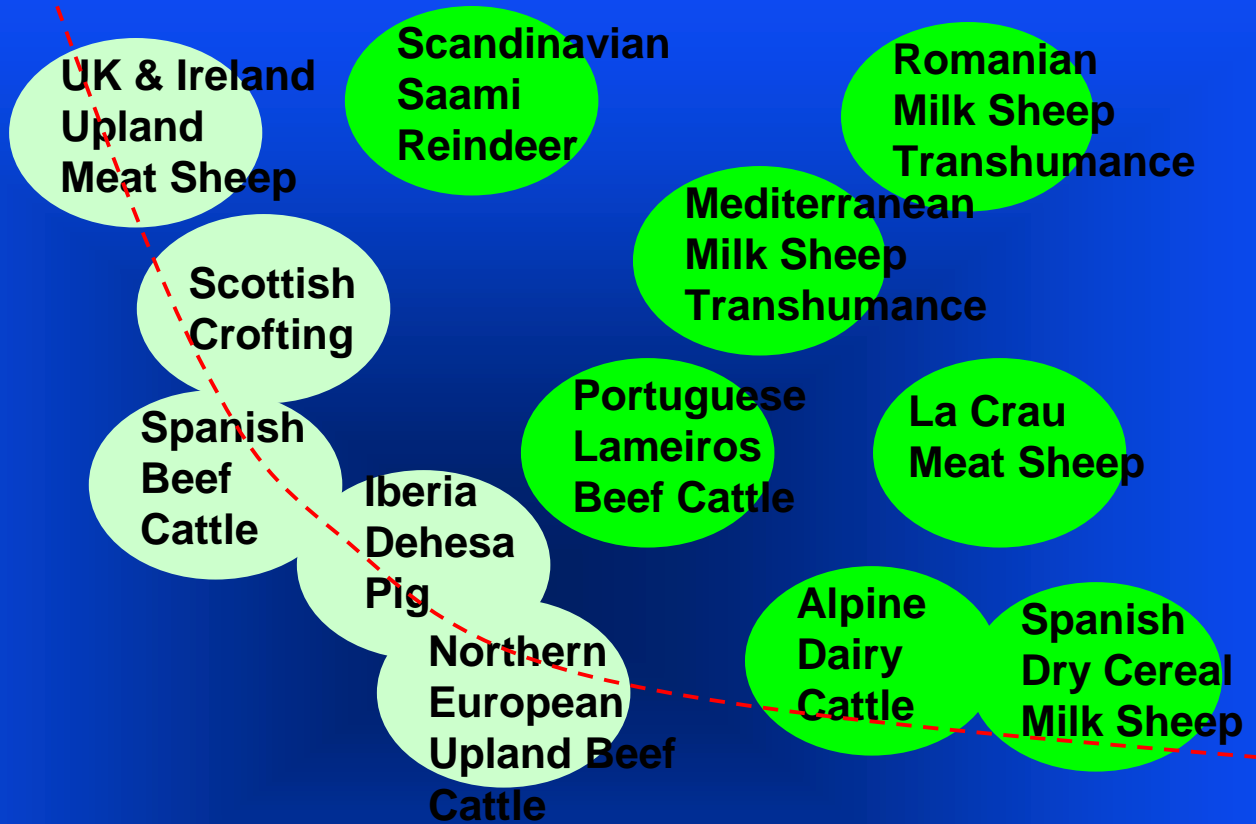 UK & Ireland
Upland
Meat Sheep
Scandinavian
Saami
Reindeer
Romanian
Milk Sheep
Transhumance
Mediterranean
Milk Sheep
Transhumance
Scottish
Crofting
Spanish
Beef
Cattle
Portuguese
Lameiros
Beef Cattle
La Crau
Meat Sheep
Iberia
Dehesa
Pig
Northern
European
Upland Beef
Cattle
Alpine
Dairy
Cattle
Spanish
Dry Cereal
Milk Sheep